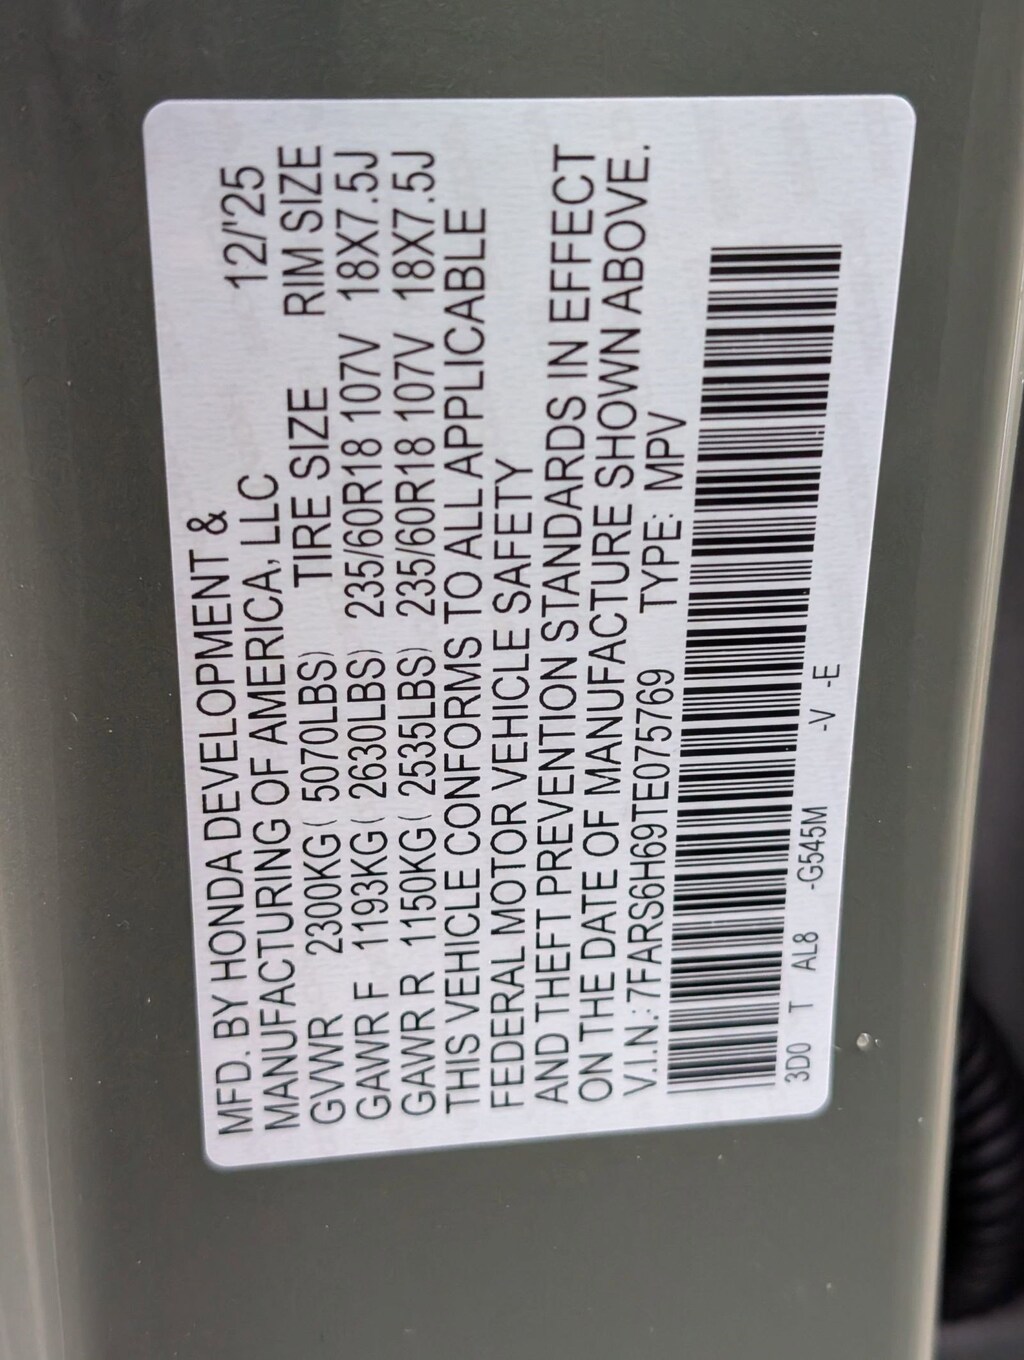 MFD. BY HONDA DEVELOPMENT &
MANUFACTURING OF AMERICA, LLC 12/'25
GVWR 2300KG ( 5070LBS) TIRE SIZE RIM SIZE
GAWR F 1193KG ( 2630LBS) 235/60R18 107V 18X7.5J
GAWR R 1150KG ( 2535LBS) 235/60R18 107V 18X7.5J
THIS VEHICLE CONFORMS TO ALL APPLICABLE
FEDERAL MOTOR VEHICLE SAFETY
AND THEFT PREVENTION STANDARDS IN EFFECT
ON THE DATE OF MANUFACTURE SHOWN ABOVE.
V.I.N.: 7FARS6H69TE075769 TYPE: MPV
3D0 T AL8 -G545M -V -E